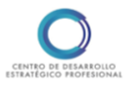 CENTRO DE DESARROLLO
ESTRATÉGICO PROFESIONAL